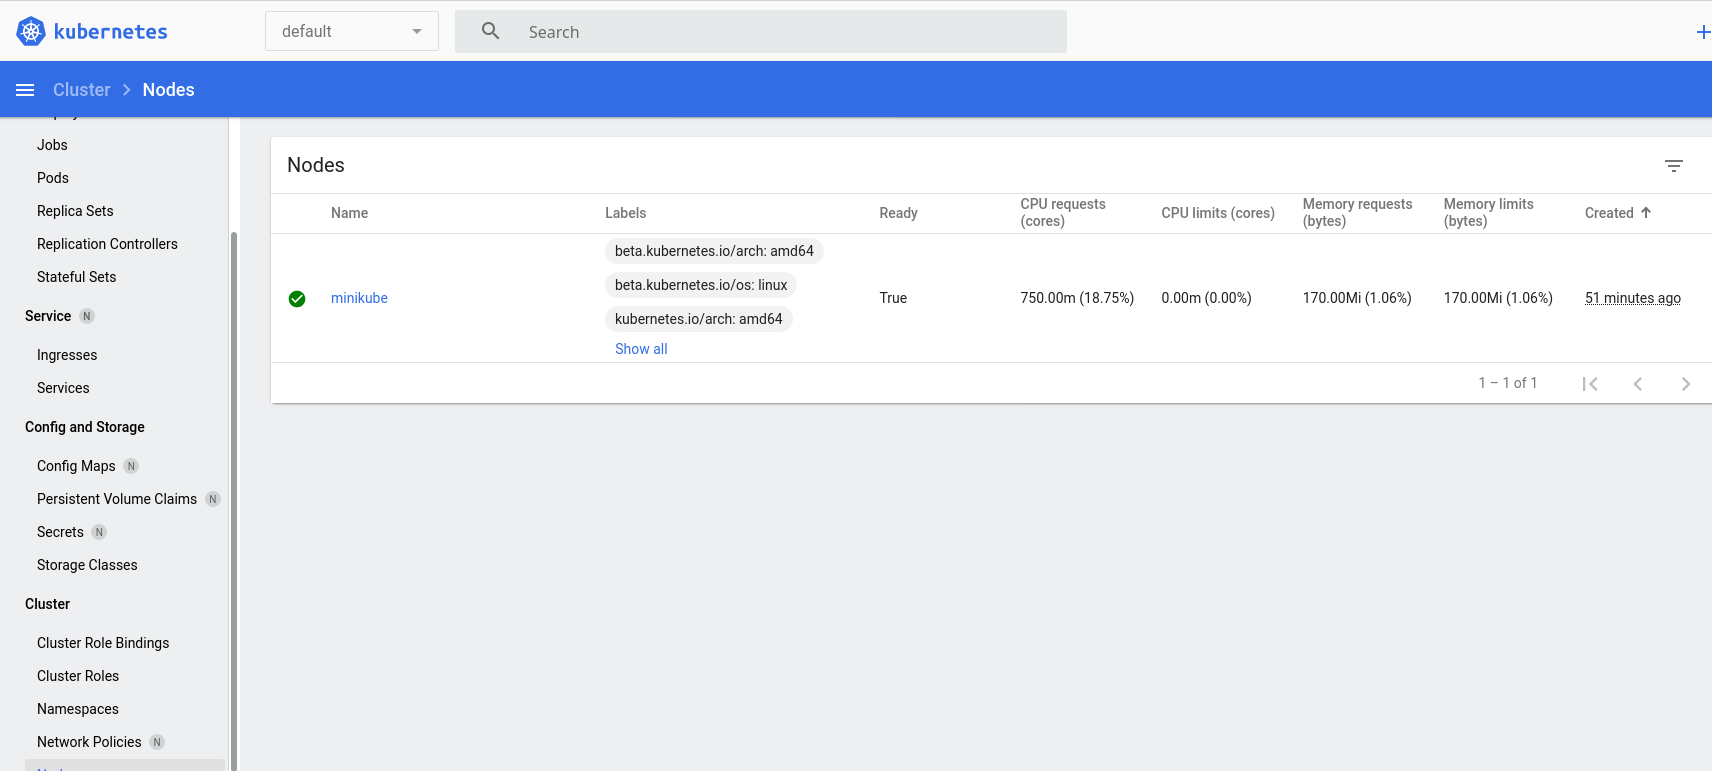 kubernetes
default
Search
Cluster > Nodes
Jobs
Pods
Replica Sets
Replication Controllers
Stateful Sets
Service N
Ingresses
Services
Config and Storage
Config Maps N
Persistent Volume Claims N
Secrets N
Storage Classes
Cluster
Cluster Role Bindings
Cluster Roles
Namespaces
Network Policies N
Nodes
Name Labels Ready CPU requests (cores) CPU limits (cores) Memory requests (bytes) Memory limits (bytes) Created
beta.kubernetes.io/arch: amd64
beta.kubernetes.io/os: linux
minikube True 750.00m (18.75%) 0.00m (0.00%) 170.00Mi (1.06%) 170.00Mi (1.06%) 51 minutes ago
kubernetes.io/arch: amd64
Show all
1 – 1 of 1